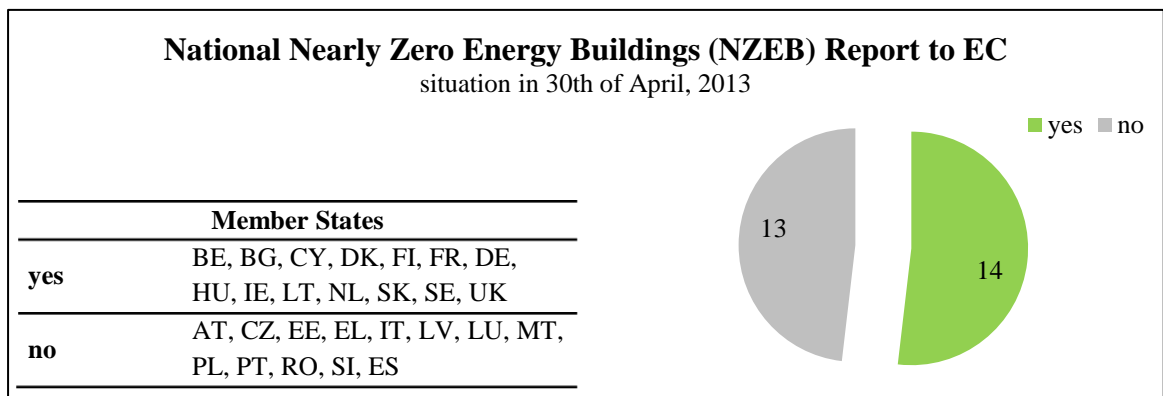 National Nearly Zero Energy Buildings (NZEB) Report to EC
situation in 30th of April, 2013
yes no
Member States
yes
BE, BG, CY, DK, FI, FR, DE,
HU, IE, LT, NL, SK, SE, UK
no
AT, CZ, EE, EL, IT, LV, LU, MT,
PL, PT, RO, SI, ES
13
14